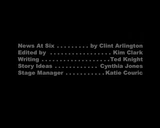 News At Six ......... by Clint Arlington
Edited by ................. Kim Clark
Writing ...................Ted Knight
Story Ideas ............ Cynthia Jones
Stage Manager ...........Katie Couric